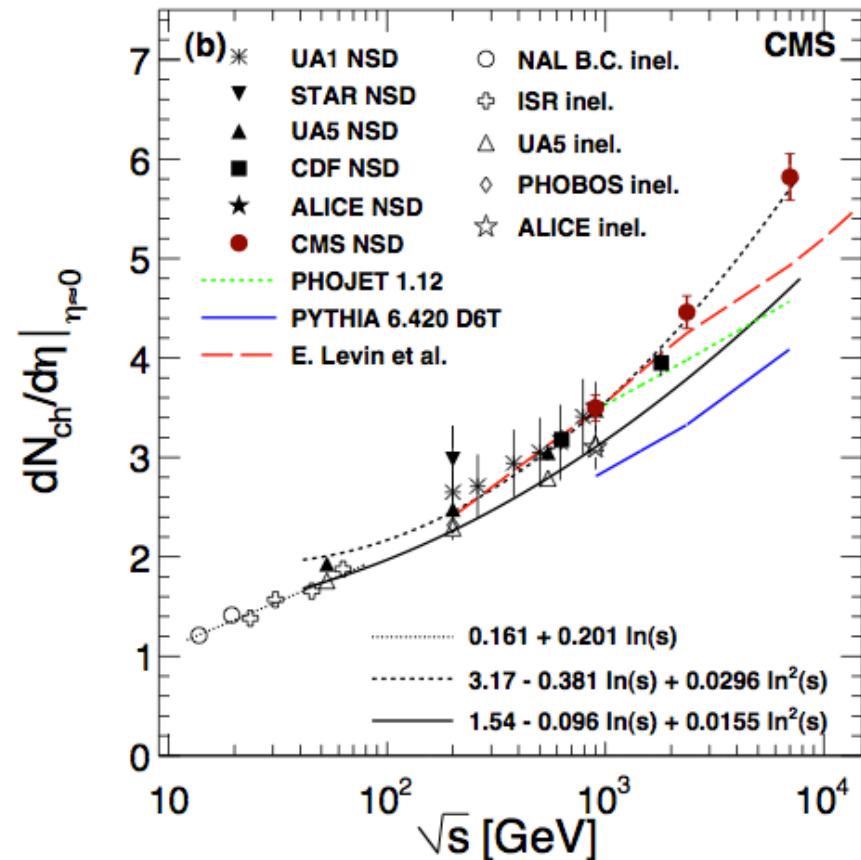 (b)
CMS
UA1 NSD
STAR NSD
UA5 NSD
CDF NSD
ALICE NSD
CMS NSD
PHOJET 1.12
PYTHIA 6.420 D6T
E. Levin et al.
NAL B.C. inel.
ISR inel.
UA5 inel.
PHOBOS inel.
ALICE inel.
0.161 + 0.201 ln(s)
3.17 - 0.381 ln(s) + 0.0296 ln²(s)
1.54 - 0.096 ln(s) + 0.0155 ln²(s)
dN_ch/dη|_η≈0
7
6
5
4
3
2
1
0
10
10²
10³
10⁴
√s [GeV]